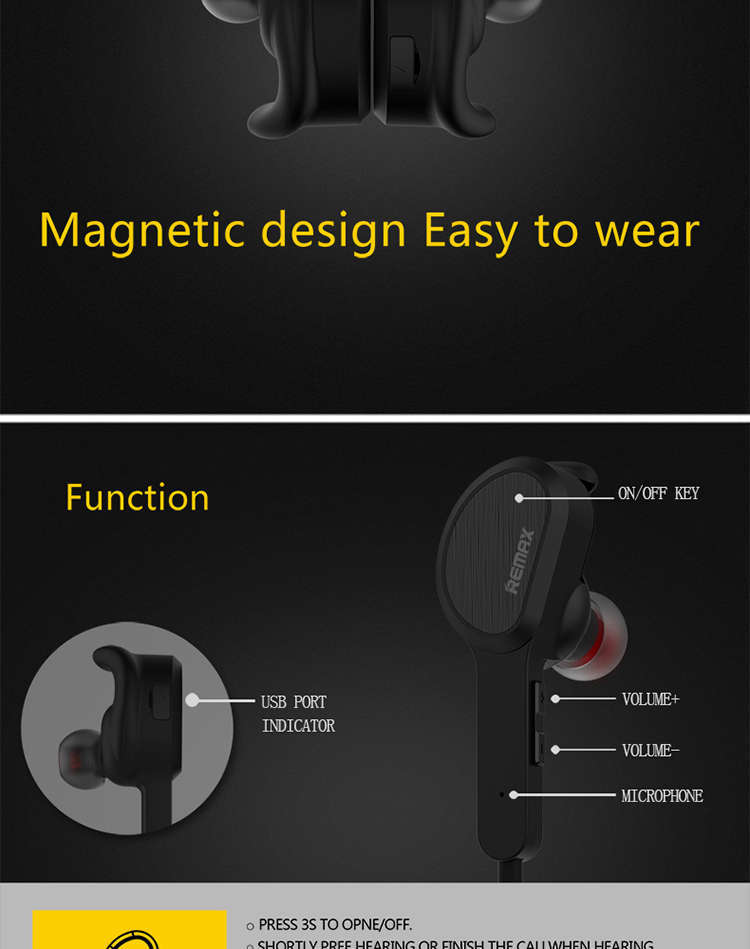 Magnetic design Easy to wear
Function
ON/OFF KEY
REMAX
USB PORT
INDICATOR
VOLUME+
VOLUME-
MICROPHONE
○ PRESS 3S TO OPNE/OFF.
○ SHORTLY PREE HEARING OR FINISH THE CALL WHEN HEARING